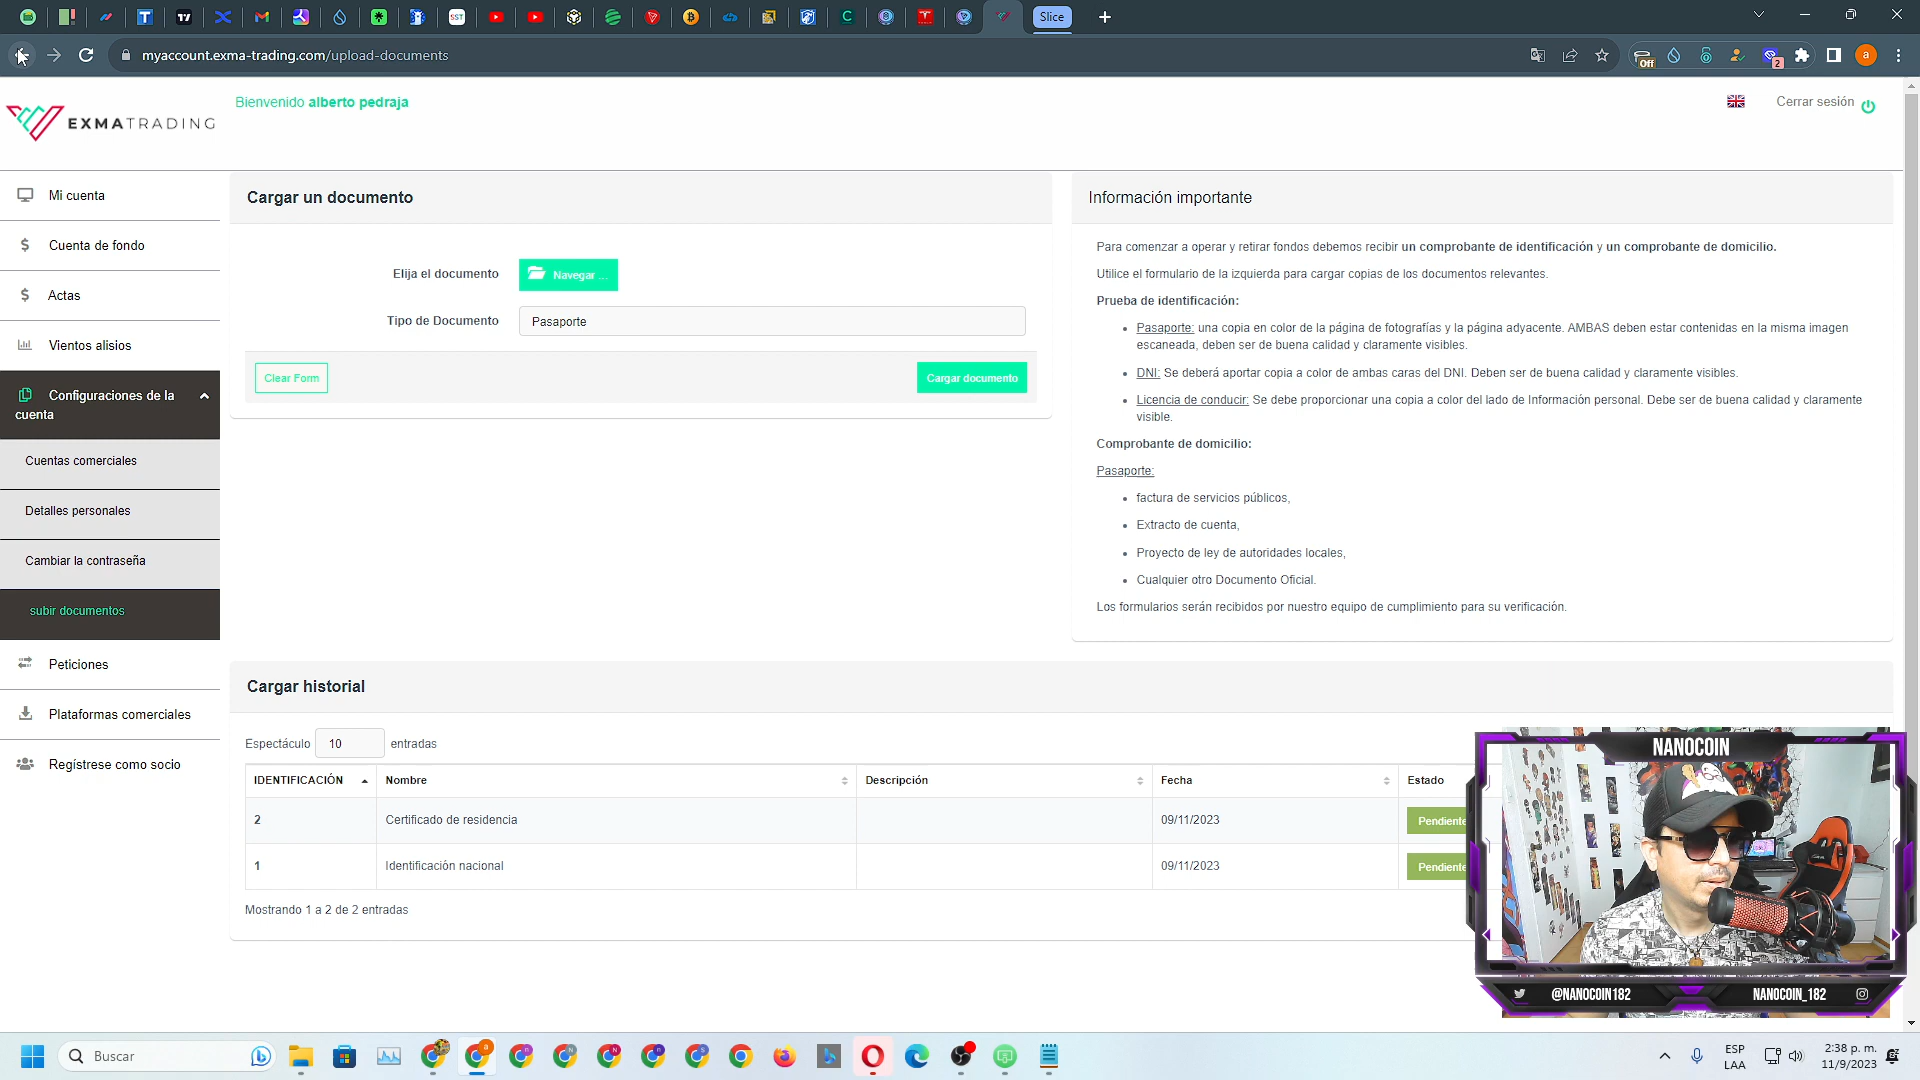 Slice
myaccount.exma-trading.com/upload-documents
Off
2
a
EXMATRADING
Bienvenido alberto pedraja
Cerrar sesión
Mi cuenta
Cuenta de fondo
Actas
Vientos alisios
Configuraciones de la
cuenta
Cuentas comerciales
Detalles personales
Cambiar la contraseña
subir documentos
Peticiones
Plataformas comerciales
Regístrese como socio
Cargar un documento
Elija el documento
Navegar ...
Tipo de Documento
Pasaporte
Clear Form
Cargar documento
Información importante
Para comenzar a operar y retirar fondos debemos recibir un comprobante de identificación y un comprobante de domicilio.
Utilice el formulario de la izquierda para cargar copias de los documentos relevantes.
Prueba de identificación:
Pasaporte: una copia en color de la página de fotografías y la página adyacente. AMBAS deben estar contenidas en la misma imagen
escaneada, deben ser de buena calidad y claramente visibles.
DNI: Se deberá aportar copia a color de ambas caras del DNI. Deben ser de buena calidad y claramente visibles.
Licencia de conducir: Se debe proporcionar una copia a color del lado de Información personal. Debe ser de buena calidad y claramente
visible.
Comprobante de domicilio:
Pasaporte:
factura de servicios públicos,
Extracto de cuenta,
Proyecto de ley de autoridades locales,
Cualquier otro Documento Oficial.
Los formularios serán recibidos por nuestro equipo de cumplimiento para su verificación.
Cargar historial
Espectáculo 10 entradas
IDENTIFICACIÓN Nombre Descripción Fecha Estado
2 Certificado de residencia 09/11/2023 Pendiente
1 Identificación nacional 09/11/2023 Pendiente
Mostrando 1 a 2 de 2 entradas
NANOCOIN
@NANOCOIN182
NANOCOIN_182
Buscar
ESP
LAA
2:38 p. m.
11/9/2023